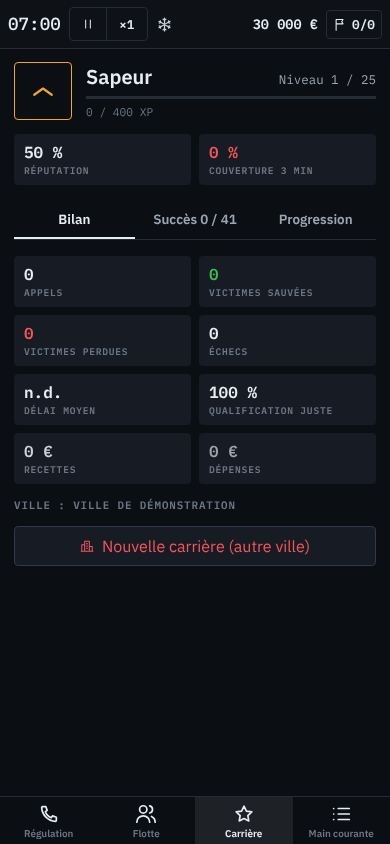 07:00 ×1 30 000 € 0/0
Sapeur Niveau 1 / 25
0 / 400 XP
50 % 0 %
RÉPUTATION COUVERTURE 3 MIN
Bilan Succès 0 / 41 Progression
0 0
APPELS VICTIMES SAUVÉES
0 0
VICTIMES PERDUES ÉCHECS
n.d. 100 %
DÉLAI MOYEN QUALIFICATION JUSTE
0 € 0 €
RECETTES DÉPENSES
VILLE : VILLE DE DÉMONSTRATION
Nouvelle carrière (autre ville)
Régulation Flotte Carrière Main courante